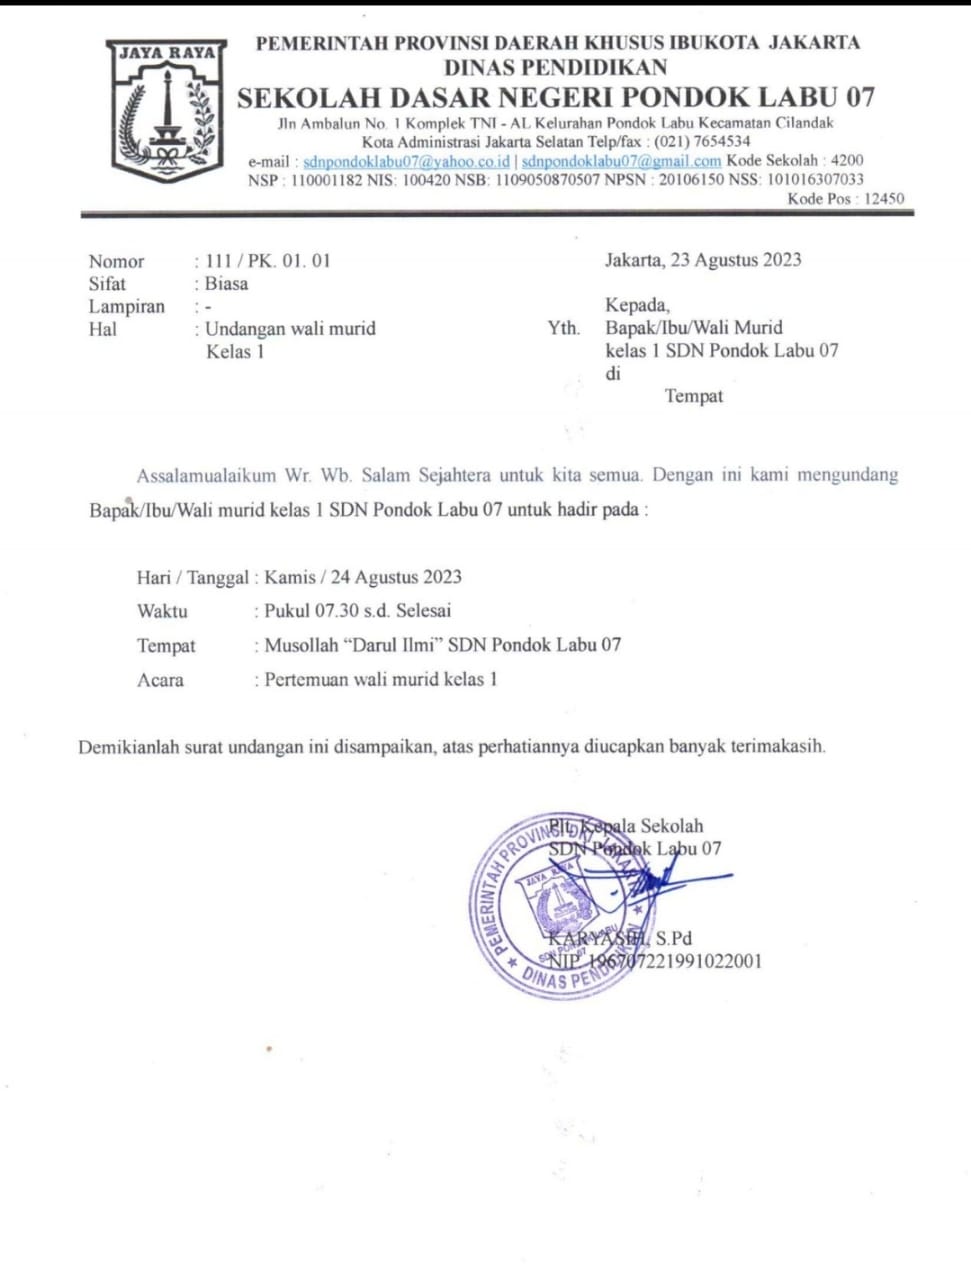 JAYA RAYA
PEMERINTAH PROVINSI DAERAH KHUSUS IBUKOTA JAKARTA
DINAS PENDIDIKAN
SEKOLAH DASAR NEGERI PONDOK LABU 07
Jln Ambalun No. 1 Komplek TNI - AL Kelurahan Pondok Labu Kecamatan Cilandak
Kota Administrasi Jakarta Selatan Telp/fax : (021) 7654534
e-mail : sdnpondoklabu07@yahoo.co.id | sdnpondoklabu07@gmail.com Kode Sekolah : 4200
NSP : 110001182 NIS: 100420 NSB: 1109050870507 NPSN : 20106150 NSS: 101016307033
Kode Pos : 12450
Nomor : 111 / PK. 01. 01
Sifat : Biasa
Lampiran : -
Hal : Undangan wali murid
Kelas 1
Jakarta, 23 Agustus 2023
Kepada,
Yth. Bapak/Ibu/Wali Murid
kelas 1 SDN Pondok Labu 07
di
Tempat
Assalamualaikum Wr. Wb. Salam Sejahtera untuk kita semua. Dengan ini kami mengundang
Bapak/Ibu/Wali murid kelas 1 SDN Pondok Labu 07 untuk hadir pada :
Hari / Tanggal : Kamis / 24 Agustus 2023
Waktu : Pukul 07.30 s.d. Selesai
Tempat : Musollah “Darul Ilmi” SDN Pondok Labu 07
Acara : Pertemuan wali murid kelas 1
Demikianlah surat undangan ini disampaikan, atas perhatiannya diucapkan banyak terimakasih.
Plt. Kepala Sekolah
SDN Pondok Labu 07
PEMERINTAH PROVINSI DKI JAKARTA
JAYA RAYA
SDN PONDOK LABU
07
DINAS PENDIDIKAN
KARYASIH, S.Pd
NIP 196707221991022001